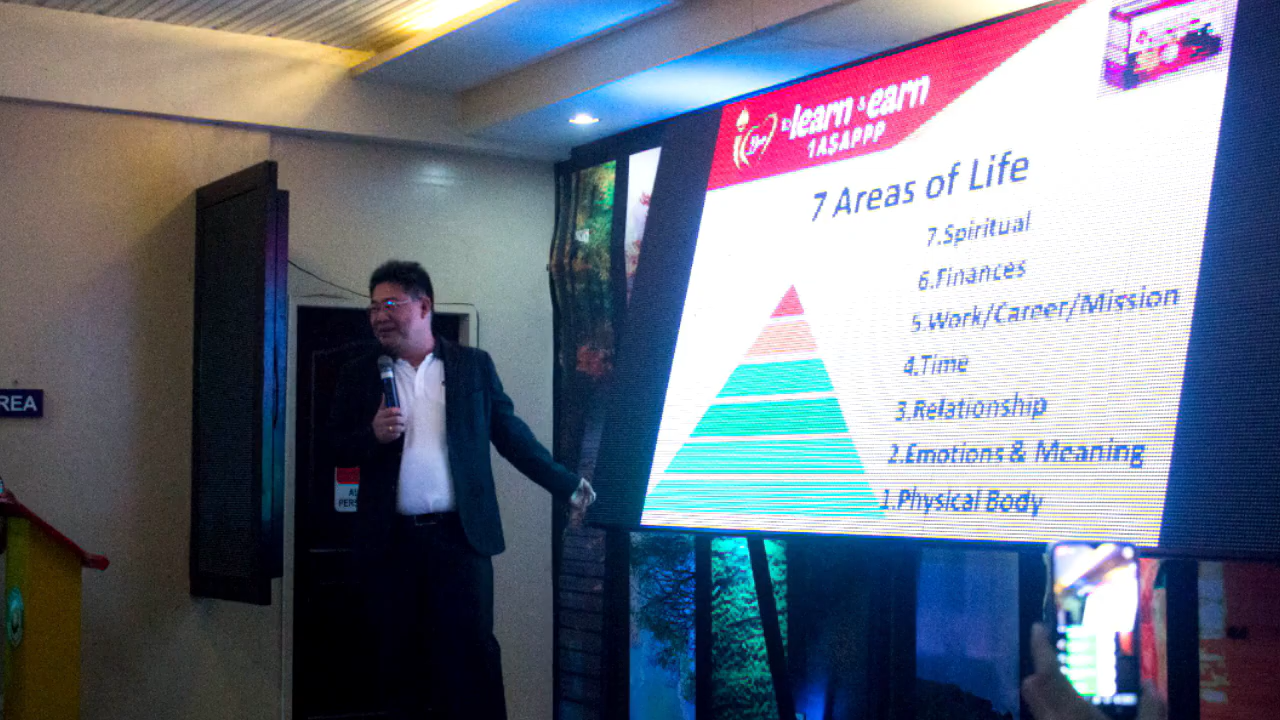 learn & earn
1ASAPPP
7 Areas of Life
7.Spiritual
6.Finances
5.Work/Career/Mission
4.Time
3.Relationship
2.Emotions & Meaning
1.Physical Body
REA